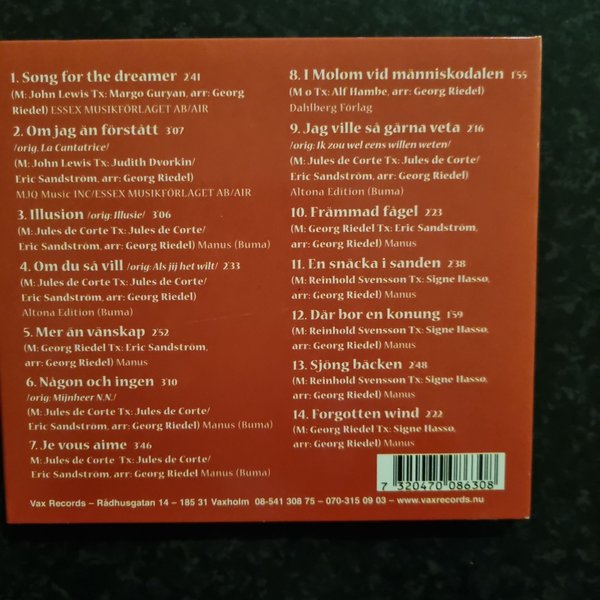 1. Song for the dreamer 2'41
(M: John Lewis Tx: Margo Guryan, arr: Georg
Riedel) ESSEX MUSIKFÖRLAGET AB/AIR
2. Om jag än förstått 3'07
/orig. La Cantatrice/
(M: John Lewis Tx: Judith Dvorkin/
Eric Sandström, arr: Georg Riedel)
MJQ Music INC/ESSEX MUSIKFÖRLAGET AB/AIR
3. Illusion /orig: Illusie/ 3'06
(M: Jules de Corte Tx: Jules de Corte/
Eric Sandström, arr: Georg Riedel) Manus (Buma)
4. Om du så vill /orig: Als jij het wilt/ 2'33
(M: Jules de Corte Tx: Jules de Corte/
Eric Sandström, arr: Georg Riedel)
Altona Edition (Buma)
5. Mer än vänskap 2'52
(M: Georg Riedel Tx: Eric Sandström,
arr: Georg Riedel) Manus
6. Någon och ingen 3'10
/orig: Mijnheer N.N./
(M: Jules de Corte Tx: Jules de Corte/
Eric Sandström, arr: Georg Riedel) Manus (Buma)
7. Je vous aime 3'46
M: Jules de Corte Tx: Jules de Corte/
Eric Sandström, arr: Georg Riedel Manus (Buma)
8. I Molom vid människodalen 1'55
(M o Tx: Alf Hambe, arr: Georg Riedel)
Dahlberg Förlag
9. Jag ville så gärna veta 2'16
/orig: Ik zou wel eens willen weten/
(M: Jules de Corte Tx: Jules de Corte/
Eric Sandström, arr: Georg Riedel)
Altona Edition (Buma)
10. Främmad fågel 2'23
(M: Georg Riedel Tx: Eric Sandström,
arr: Georg Riedel) Manus
11. En snäcka i sanden 2'38
(M: Reinhold Svensson Tx: Signe Hasso,
arr: Georg Riedel) Manus
12. Där bor en konung 1'59
(M: Reinhold Svensson Tx: Signe Hasso,
arr: Georg Riedel) Manus
13. Sjöng bäcken 2'48
(M: Reinhold Svensson Tx: Signe Hasso,
arr: Georg Riedel) Manus
14. Forgotten wind 2'22
(M: Georg Riedel Tx: Signe Hasso,
arr: Georg Riedel) Manus
7 320470 086308
Vax Records – Rådhusgatan 14 – 185 31 Vaxholm 08-541 308 75 – 070-315 09 03 – www.vaxrecords.nu